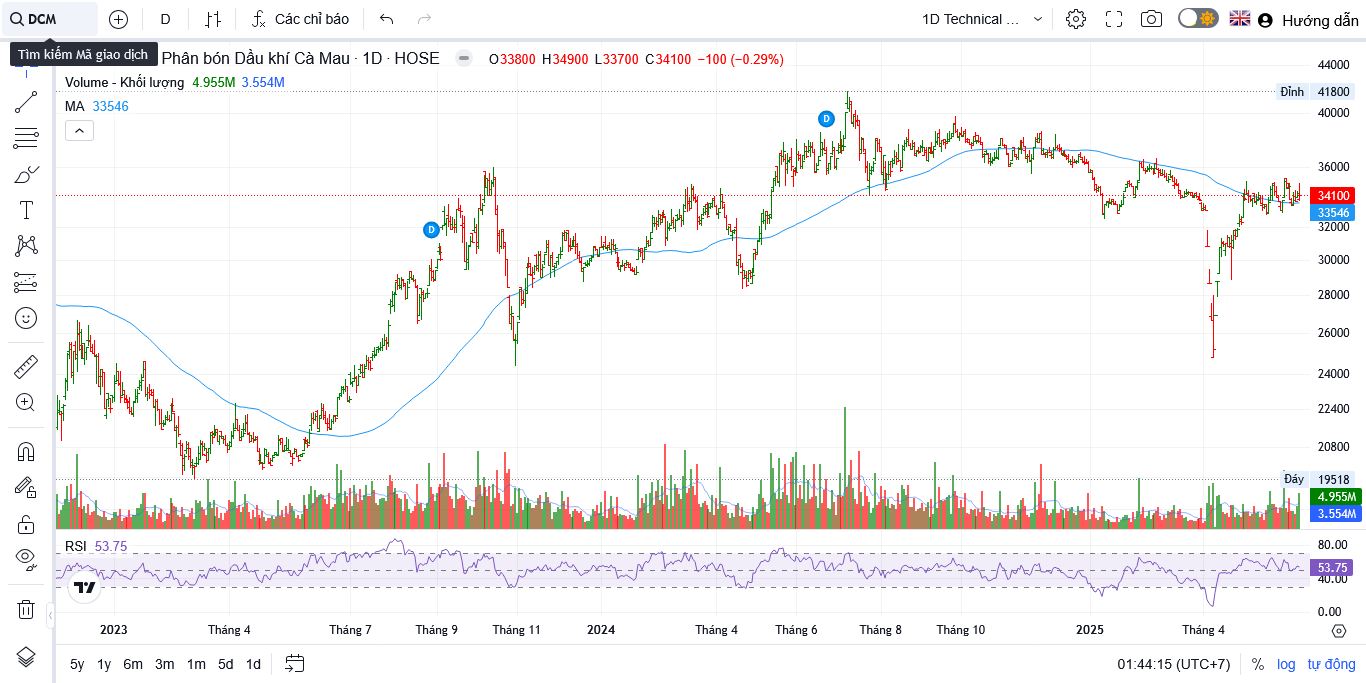 DCM
D
Các chỉ báo
1D Technical ...
Hướng dẫn
Tìm kiếm Mã giao dịch
Phân bón Dầu khí Cà Mau · 1D · HOSE
O33800 H34900 L33700 C34100 −100 (−0.29%)
Volume - Khối lượng 4.955M 3.554M
MA 33546
D
D
44000
Đỉnh 41800
40000
36000
34100
33546
32000
30000
28000
26000
24000
22400
20800
Đáy 19518
4.955M
3.554M
RSI 53.75
80.00
53.75
40.00
0.00
2023 Tháng 4 Tháng 7 Tháng 9 Tháng 11 2024 Tháng 4 Tháng 6 Tháng 8 Tháng 10 2025 Tháng 4
5y 1y 6m 3m 1m 5d 1d
01:44:15 (UTC+7) % log tự động